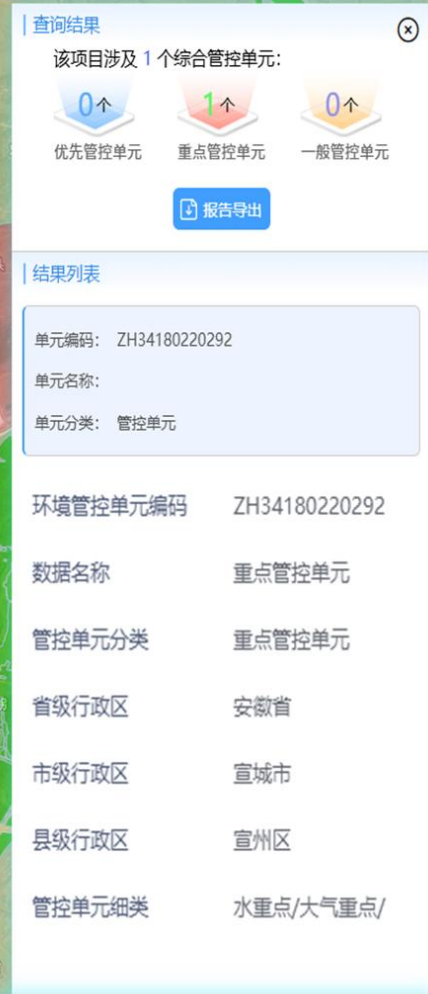 查询结果
该项目涉及 1 个综合管控单元：
0个 1个 0个
优先管控单元 重点管控单元 一般管控单元
报告导出
结果列表
单元编码： ZH34180220292
单元名称：
单元分类： 管控单元
环境管控单元编码 ZH34180220292
数据名称 重点管控单元
管控单元分类 重点管控单元
省级行政区 安徽省
市级行政区 宣城市
县级行政区 宣州区
管控单元细类 水重点/大气重点/